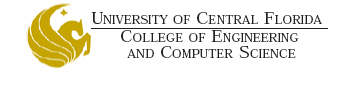 University of Central Florida
College of Engineering
and Computer Science